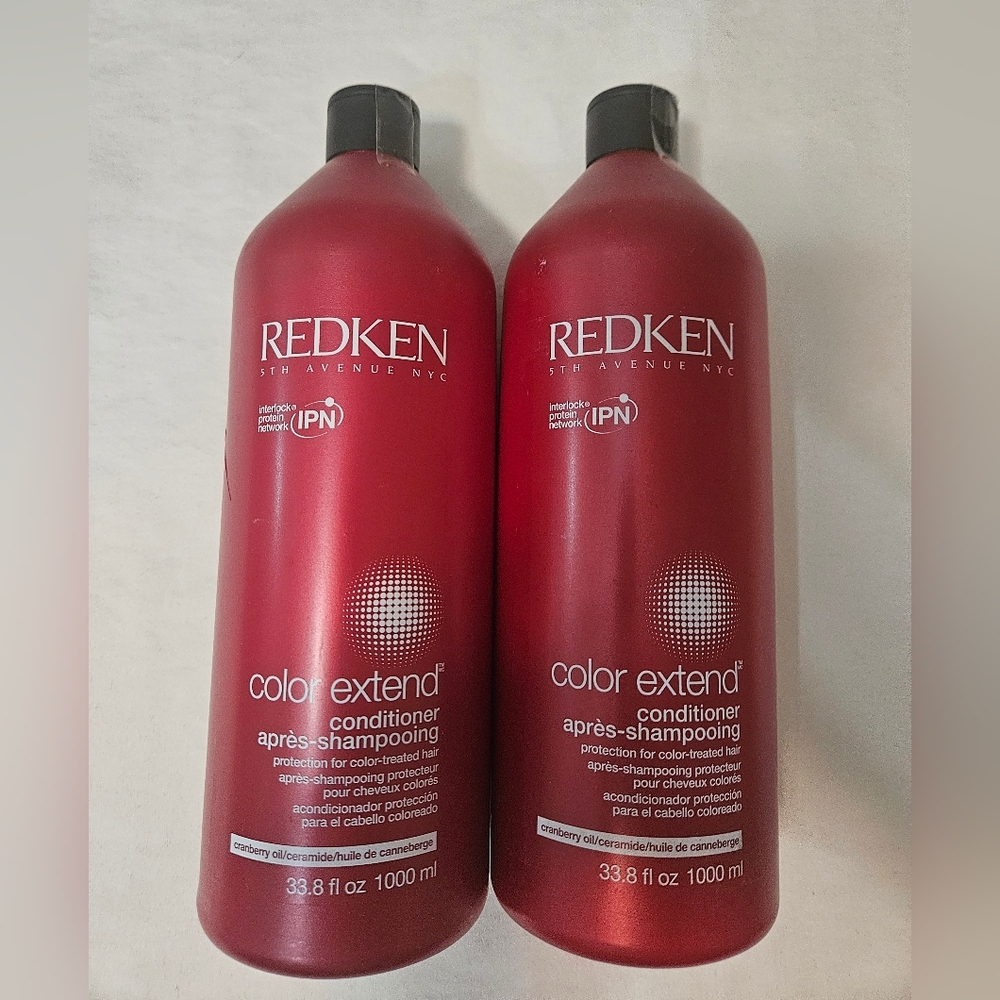 REDKEN
5TH AVENUE NYC
interlock®
protein
network IPN
color extend™
conditioner
après-shampooing
protection for color-treated hair
après-shampooing protecteur
pour cheveux colorés
acondicionador protección
para el cabello coloreado
cranberry oil/ceramide/huile de canneberge
33.8 fl oz 1000 ml
REDKEN
5TH AVENUE NYC
interlock®
protein
network IPN
color extend™
conditioner
après-shampooing
protection for color-treated hair
après-shampooing protecteur
pour cheveux colorés
acondicionador protección
para el cabello coloreado
cranberry oil/ceramide/huile de canneberge
33.8 fl oz 1000 ml